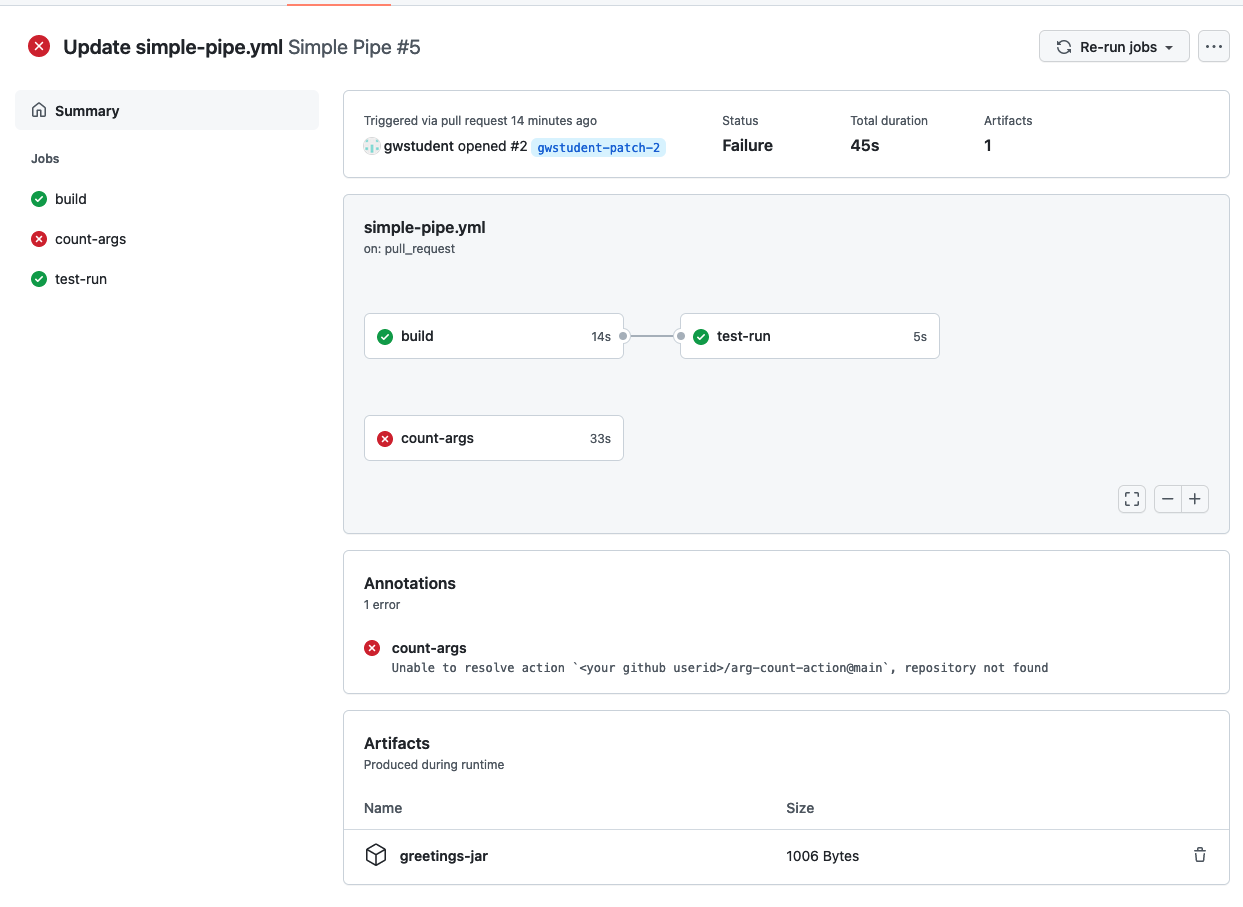 Update simple-pipe.yml Simple Pipe #5
Re-run jobs
Summary
Jobs
build
count-args
test-run
Triggered via pull request 14 minutes ago
gwstudent opened #2 gwstudent-patch-2
Status
Failure
Total duration
45s
Artifacts
1
simple-pipe.yml
on: pull_request
build 14s
test-run 5s
count-args 33s
Annotations
1 error
count-args
Unable to resolve action `<your github userid>/arg-count-action@main`, repository not found
Artifacts
Produced during runtime
Name Size
greetings-jar 1006 Bytes